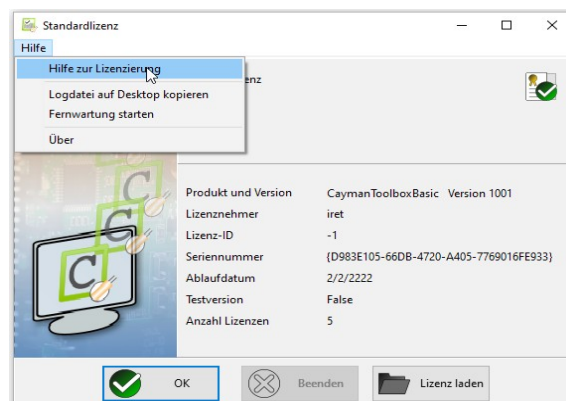 Standardlizenz
Hilfe
Hilfe zur Lizenzierung
Logdatei auf Desktop kopieren
Fernwartung starten
Über
enz
Produkt und Version CaymanToolboxBasic Version 1001
Lizenznehmer iret
Lizenz-ID -1
Seriennummer {D983E105-66DB-4720-A405-7769016FE933}
Ablaufdatum 2/2/2222
Testversion False
Anzahl Lizenzen 5
C
C
C
OK Beenden Lizenz laden